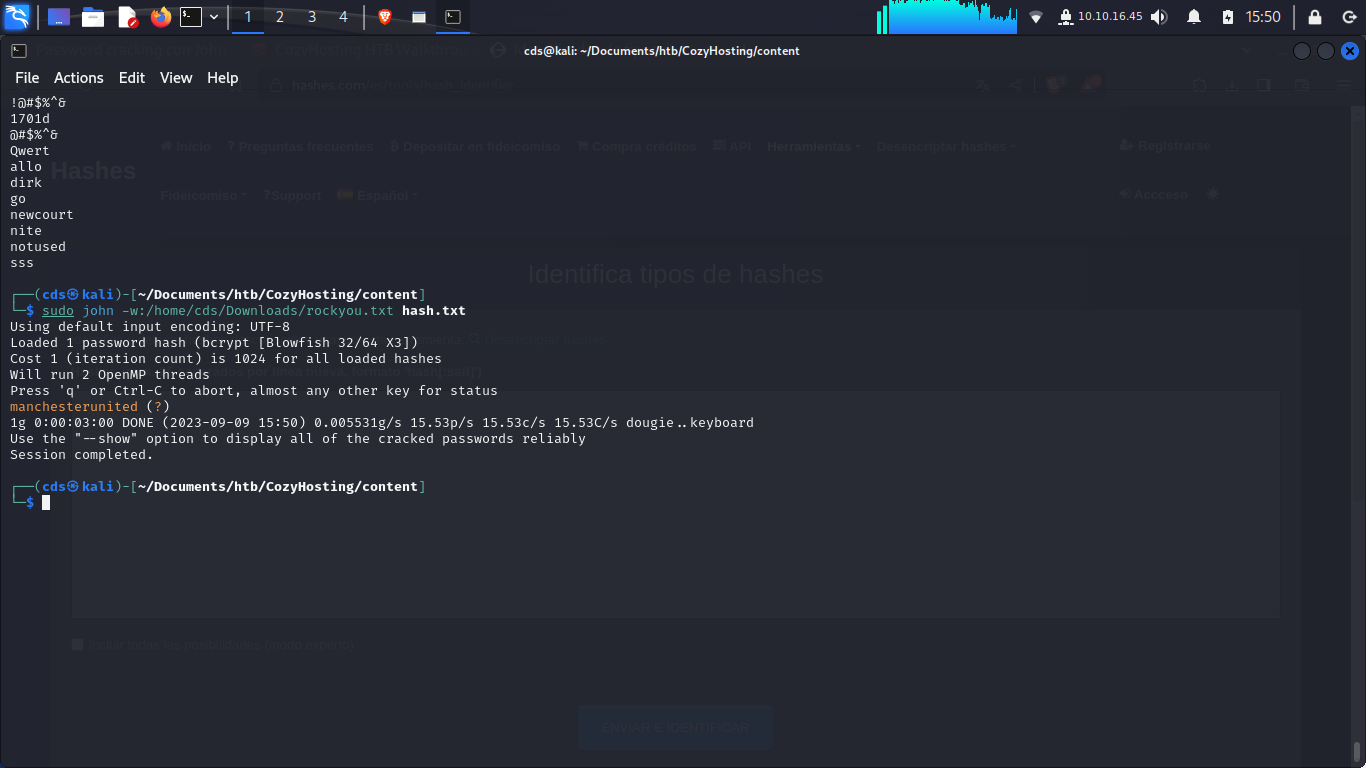 1 2 3 4 10.10.16.45 15:50
cds@kali: ~/Documents/htb/CozyHosting/content
File Actions Edit View Help
!@#$%^&
1701d
@#$%^&
Qwert
allo
dirk
go
newcourt
nite
notused
sss
┌──(cds㉿kali)-[~/Documents/htb/CozyHosting/content]
└─$ sudo john -w:/home/cds/Downloads/rockyou.txt hash.txt
Using default input encoding: UTF-8
Loaded 1 password hash (bcrypt [Blowfish 32/64 X3])
Cost 1 (iteration count) is 1024 for all loaded hashes
Will run 2 OpenMP threads
Press 'q' or Ctrl-C to abort, almost any other key for status
manchesterunited (?)
1g 0:00:03:00 DONE (2023-09-09 15:50) 0.005531g/s 15.53p/s 15.53c/s 15.53C/s dougie..keyboard
Use the "--show" option to display all of the cracked passwords reliably
Session completed.
┌──(cds㉿kali)-[~/Documents/htb/CozyHosting/content]
└─$
Inicio ? Preguntas frecuentes Depositar en fideicomiso Compra créditos API Herramientas Desencriptar hashes Registrarse
Hashes
Fideicomiso ?Support Español Acceso
Identifica tipos de hashes
Incluir todas las posibilidades (modo experto)
ENVIAR E IDENTIFICAR